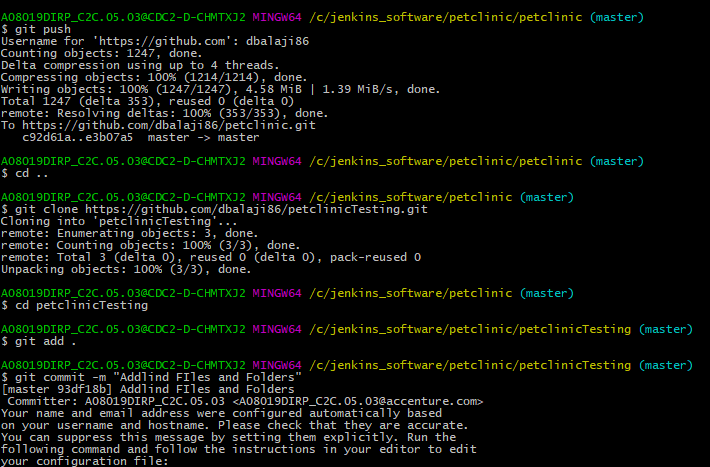 A08019DIRP_C2C.05.03@CDC2-D-CHMTXJ2 MINGW64 /c/jenkins_software/petclinic/petclinic (master)
$ git push
Username for 'https://github.com': dbalaji86
Counting objects: 1247, done.
Delta compression using up to 4 threads.
Compressing objects: 100% (1214/1214), done.
Writing objects: 100% (1247/1247), 4.58 MiB | 1.39 MiB/s, done.
Total 1247 (delta 353), reused 0 (delta 0)
remote: Resolving deltas: 100% (353/353), done.
To https://github.com/dbalaji86/petclinic.git
   c92d61a..e3b07a5  master -> master
A08019DIRP_C2C.05.03@CDC2-D-CHMTXJ2 MINGW64 /c/jenkins_software/petclinic/petclinic (master)
$ cd ..
A08019DIRP_C2C.05.03@CDC2-D-CHMTXJ2 MINGW64 /c/jenkins_software/petclinic (master)
$ git clone https://github.com/dbalaji86/petclinicTesting.git
Cloning into 'petclinicTesting'...
remote: Enumerating objects: 3, done.
remote: Counting objects: 100% (3/3), done.
remote: Total 3 (delta 0), reused 0 (delta 0), pack-reused 0
Unpacking objects: 100% (3/3), done.
A08019DIRP_C2C.05.03@CDC2-D-CHMTXJ2 MINGW64 /c/jenkins_software/petclinic (master)
$ cd petclinicTesting
A08019DIRP_C2C.05.03@CDC2-D-CHMTXJ2 MINGW64 /c/jenkins_software/petclinic/petclinicTesting (master)
$ git add .
A08019DIRP_C2C.05.03@CDC2-D-CHMTXJ2 MINGW64 /c/jenkins_software/petclinic/petclinicTesting (master)
$ git commit -m "Addlind FIles and Folders"
[master 93df18b] Addlind FIles and Folders
 Committer: A08019DIRP_C2C.05.03 <A08019DIRP_C2C.05.03@accenture.com>
Your name and email address were configured automatically based
on your username and hostname. Please check that they are accurate.
You can suppress this message by setting them explicitly. Run the
following command and follow the instructions in your editor to edit
your configuration file: